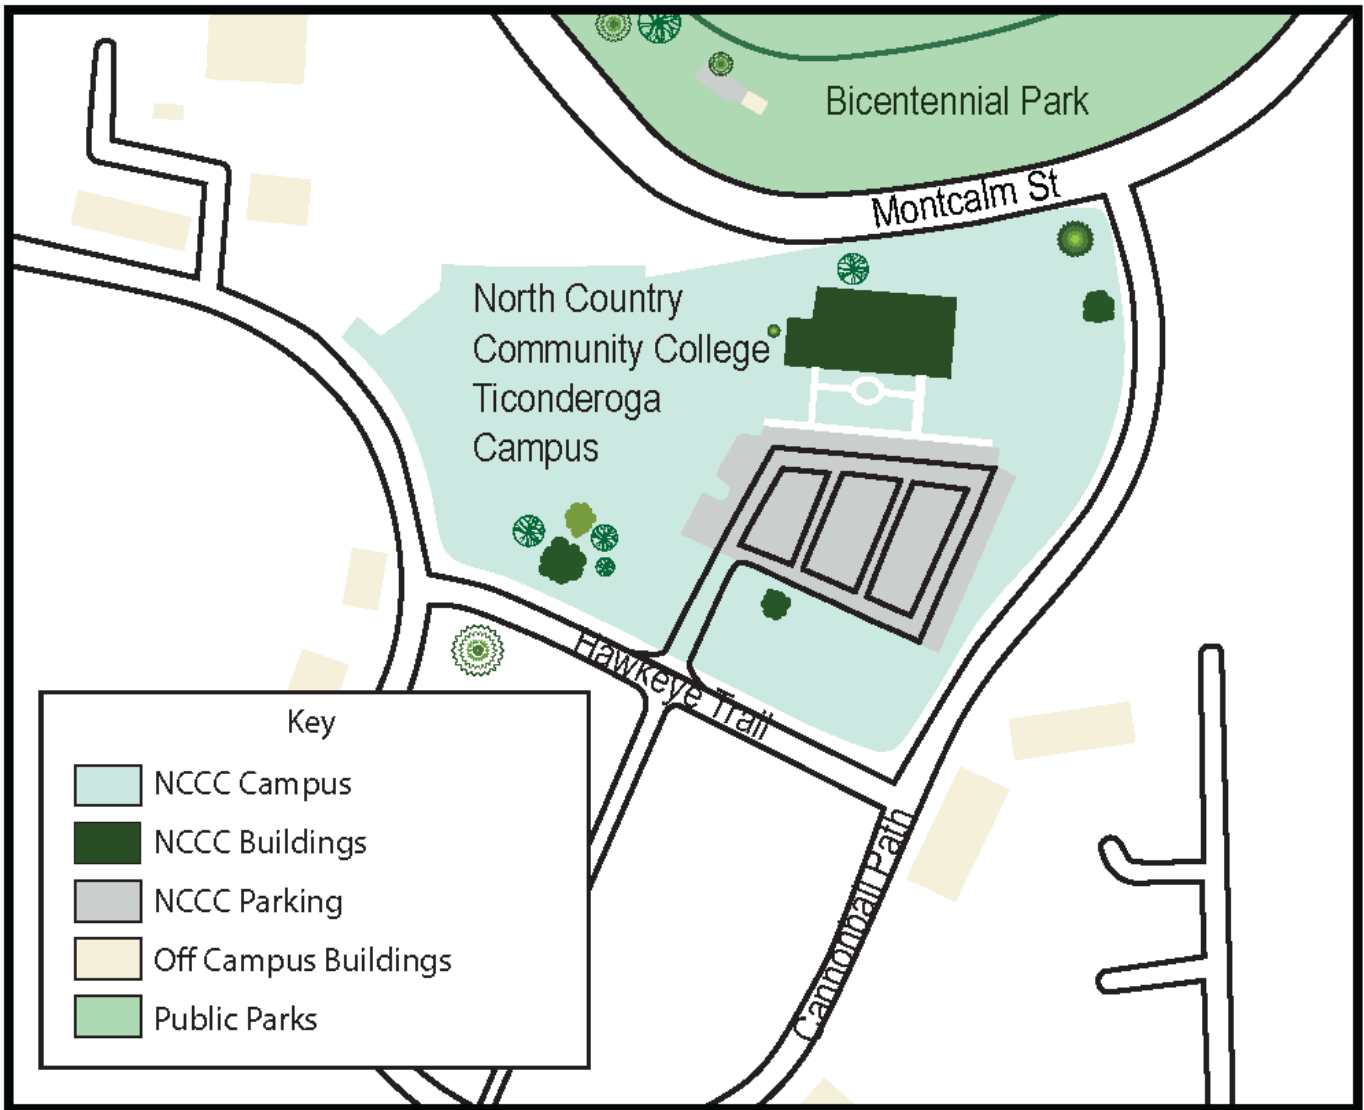 Bicentennial Park
Montcalm St
North Country
Community College
Ticonderoga
Campus
Hawkeye Trail
Cannonball Path
Key
NCCC Campus
NCCC Buildings
NCCC Parking
Off Campus Buildings
Public Parks